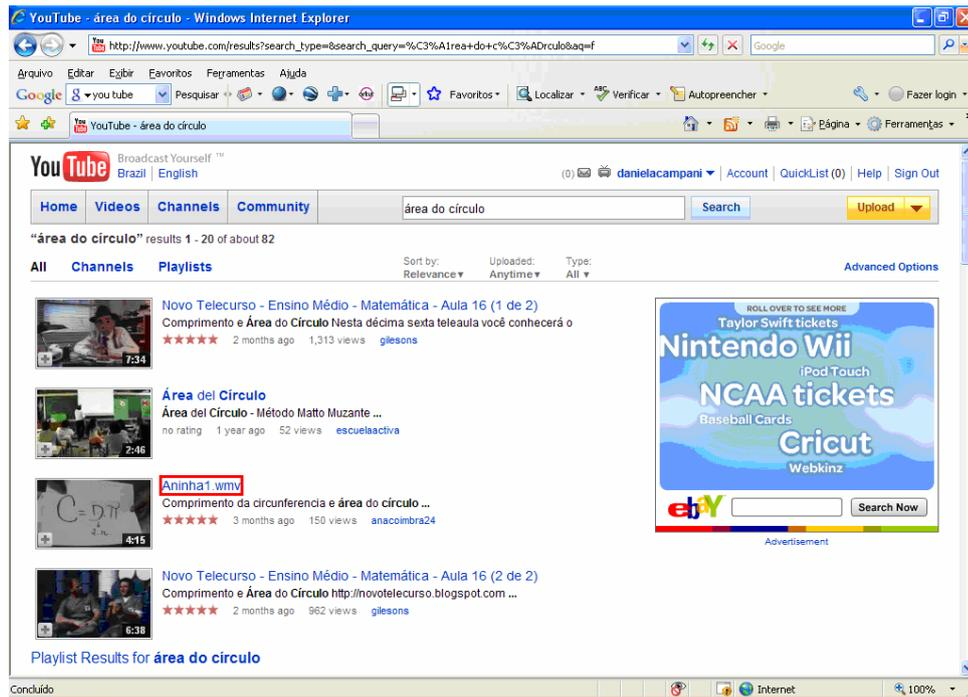 YouTube - área do círculo - Windows Internet Explorer
http://www.youtube.com/results?search_type=&search_query=%C3%A1rea+do+c%C3%ADrculo&aq=f
Google
Arquivo Editar Exibir Favoritos Ferramentas Ajuda
Google you tube Pesquisar Favoritos Localizar Verificar Autopreencher Fazer login
YouTube - área do círculo Página Ferramentas
YouTube Broadcast Yourself ™
Brazil | English
(0) danielacampani | Account | QuickList (0) | Help | Sign Out
Home Videos Channels Community área do círculo Search Upload
“área do círculo” results 1 - 20 of about 82
All Channels Playlists
Sort by: Uploaded: Type:
Relevance Anytime All
Advanced Options
Novo Telecurso - Ensino Médio - Matemática - Aula 16 (1 de 2)
Comprimento e Área do Círculo Nesta décima sexta teleaula você conhecerá o
2 months ago 1,313 views gilesons
7:34
Área del Círculo
Área del Círculo - Método Matto Muzante ...
no rating 1 year ago 52 views escuelaactiva
2:46
Aninha1.wmv
Comprimento da circunferencia e área do círculo ...
3 months ago 150 views anacoimbra24
C = D.π
2.r
4:15
Novo Telecurso - Ensino Médio - Matemática - Aula 16 (2 de 2)
Comprimento e Área do Círculo http://novotelecurso.blogspot.com ...
2 months ago 962 views gilesons
6:38
Playlist Results for área do círculo
ROLL OVER TO SEE MORE
Taylor Swift tickets
Nintendo Wii
iPod Touch
NCAA tickets
Baseball Cards
Cricut
Webkinz
ebay Search Now
Advertisement
Concluído Internet 100%